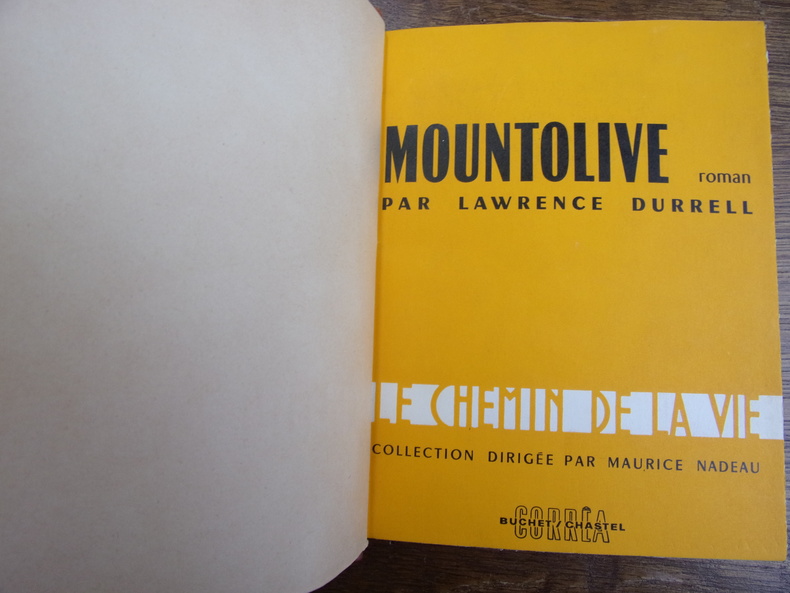 MOUNTOLIVE roman
PAR LAWRENCE DURRELL
LE CHEMIN DE LA VIE
COLLECTION DIRIGÉE PAR MAURICE NADEAU
CORRÊA
BUCHET/CHASTEL